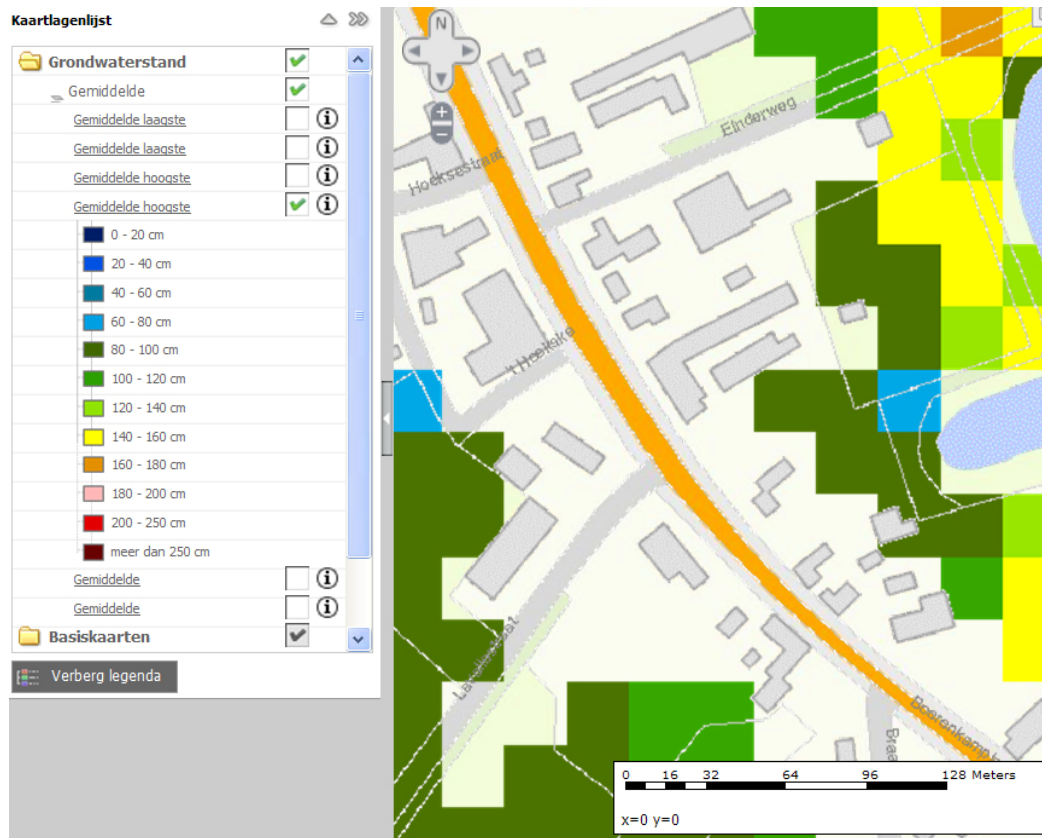 Kaartlagenlijst
Grondwaterstand
Gemiddelde
Gemiddelde laagste
Gemiddelde laagste
Gemiddelde hoogste
Gemiddelde hoogste
0 - 20 cm
20 - 40 cm
40 - 60 cm
60 - 80 cm
80 - 100 cm
100 - 120 cm
120 - 140 cm
140 - 160 cm
160 - 180 cm
180 - 200 cm
200 - 250 cm
meer dan 250 cm
Gemiddelde
Gemiddelde
Basiskaarten
Verberg legenda
N
Einderweg
Hoeksestraat
't Hoekske
Boerenkamp
Braa
0 16 32 64 96 128 Meters
x=0 y=0